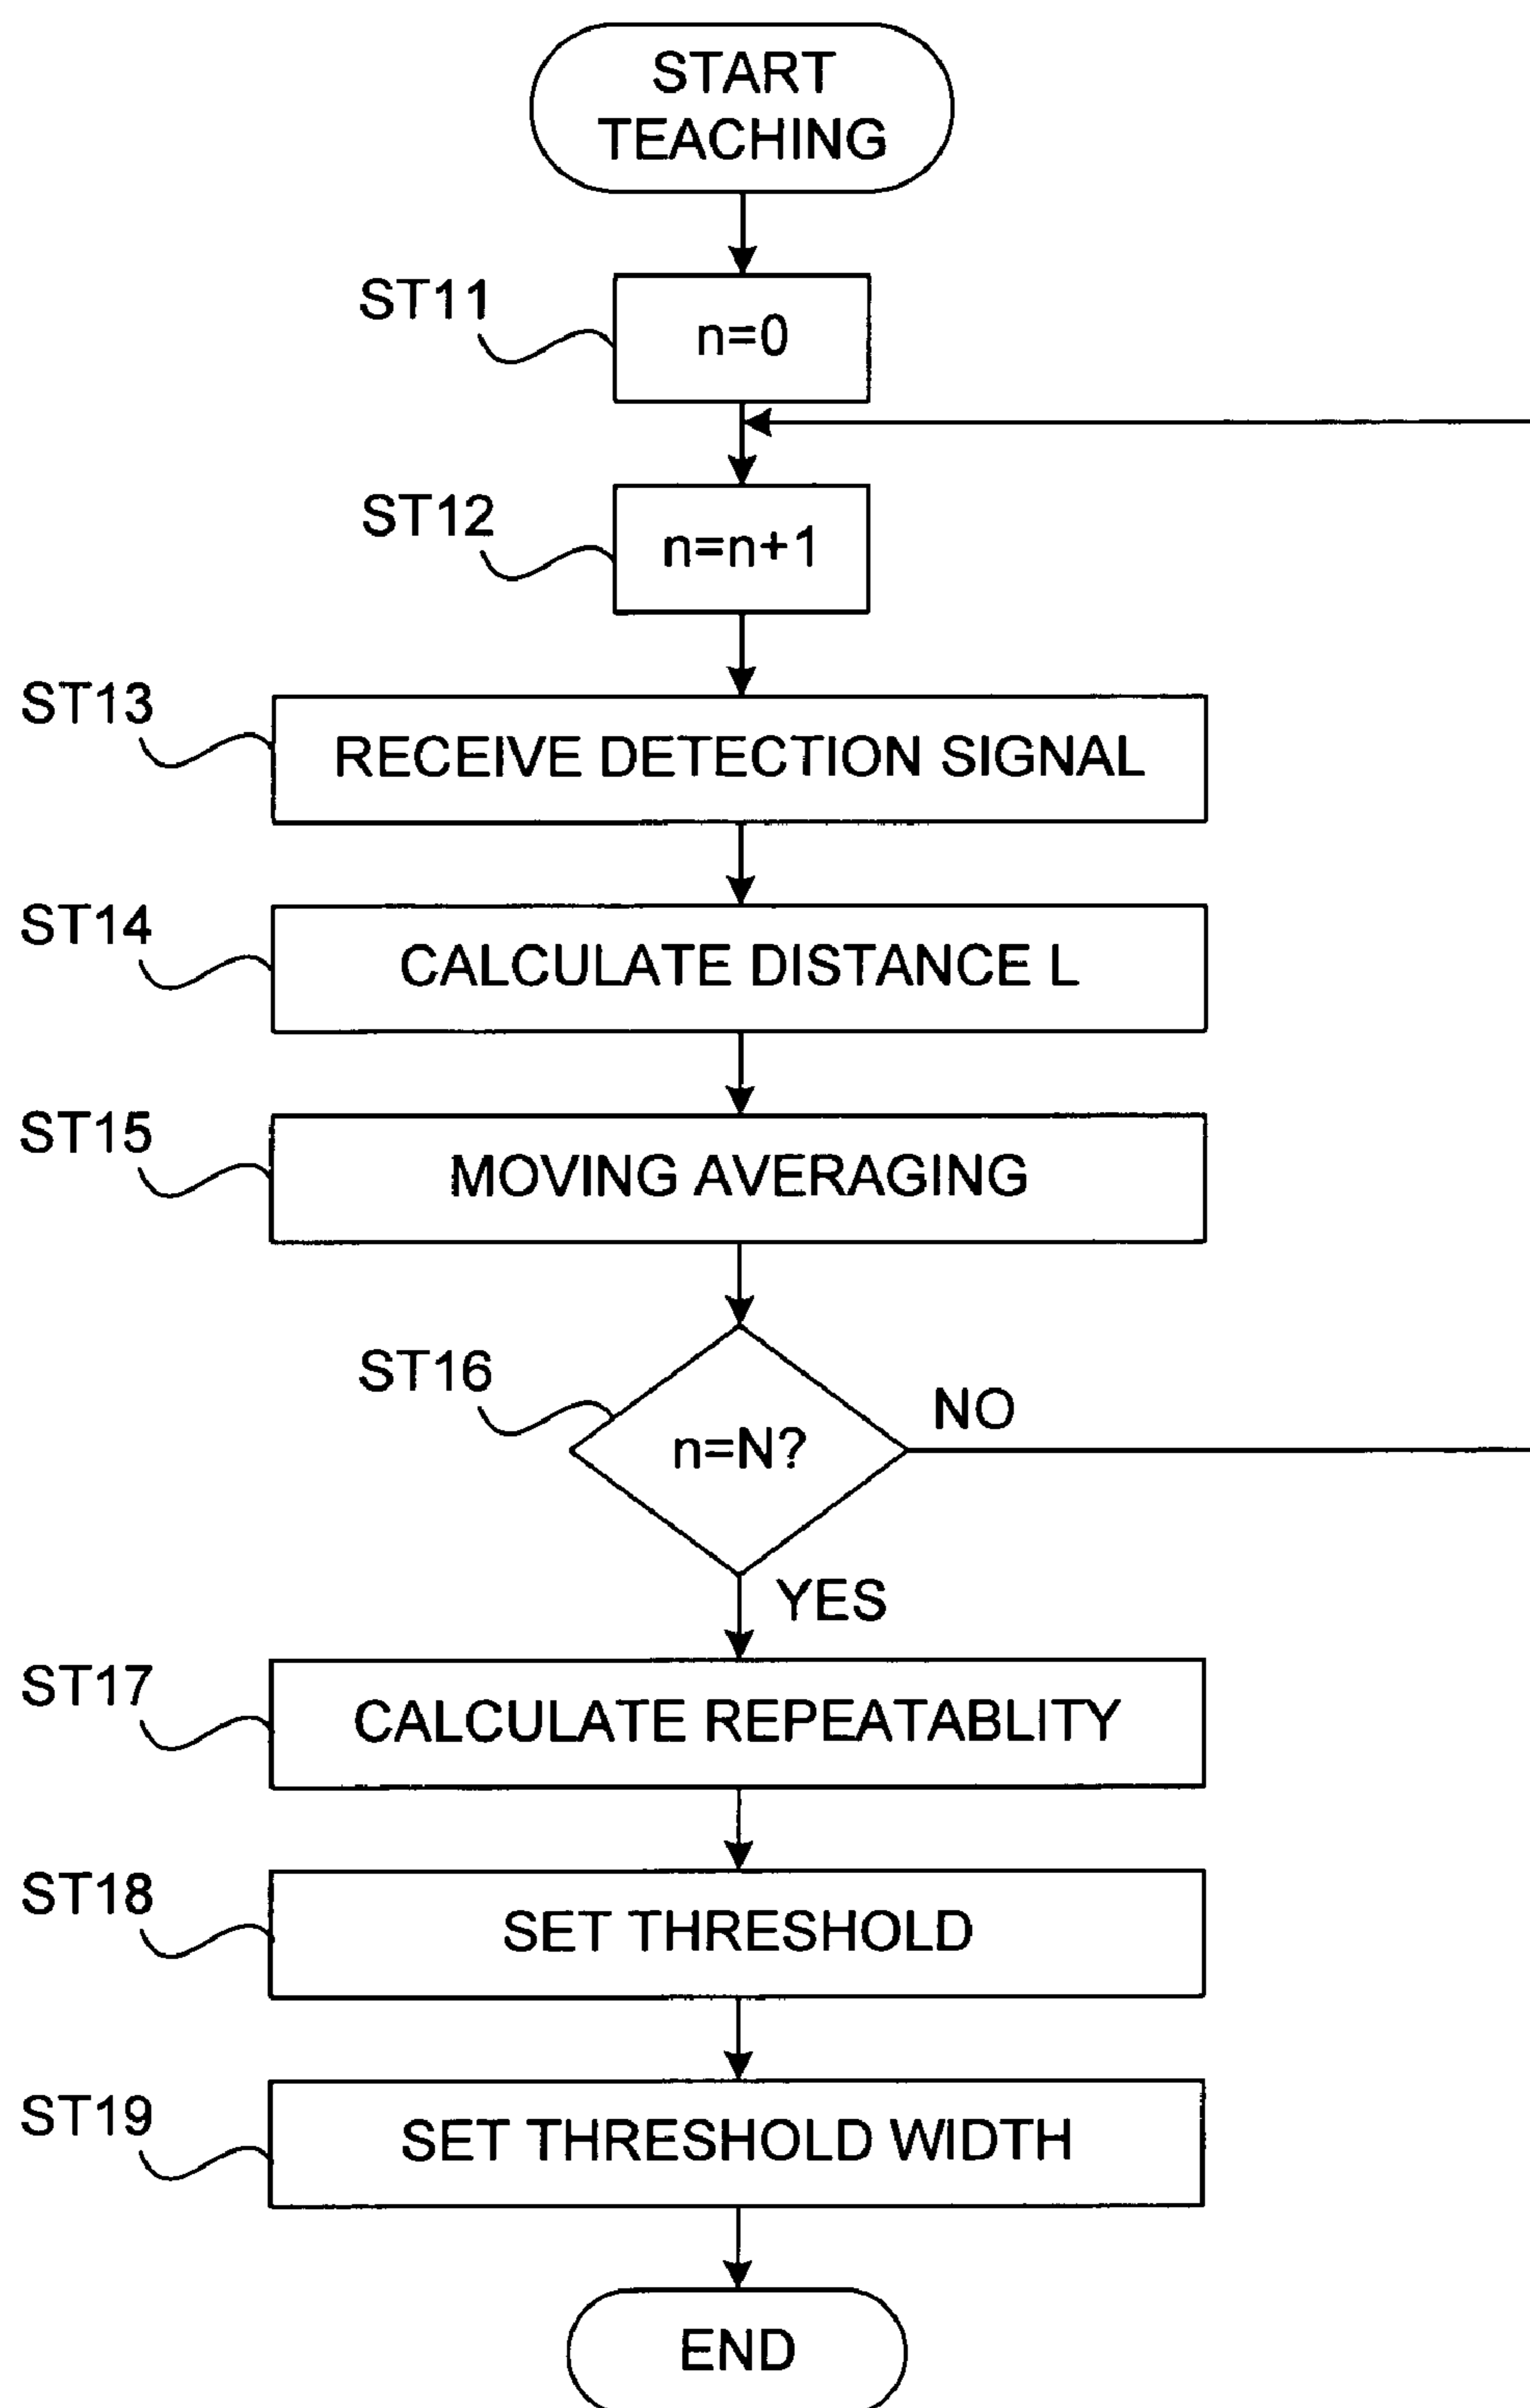 START
TEACHING
ST11
n=0
ST12
n=n+1
ST13
RECEIVE DETECTION SIGNAL
ST14
CALCULATE DISTANCE L
ST15
MOVING AVERAGING
ST16
n=N?
NO
YES
ST17
CALCULATE REPEATABLITY
ST18
SET THRESHOLD
ST19
SET THRESHOLD WIDTH
END